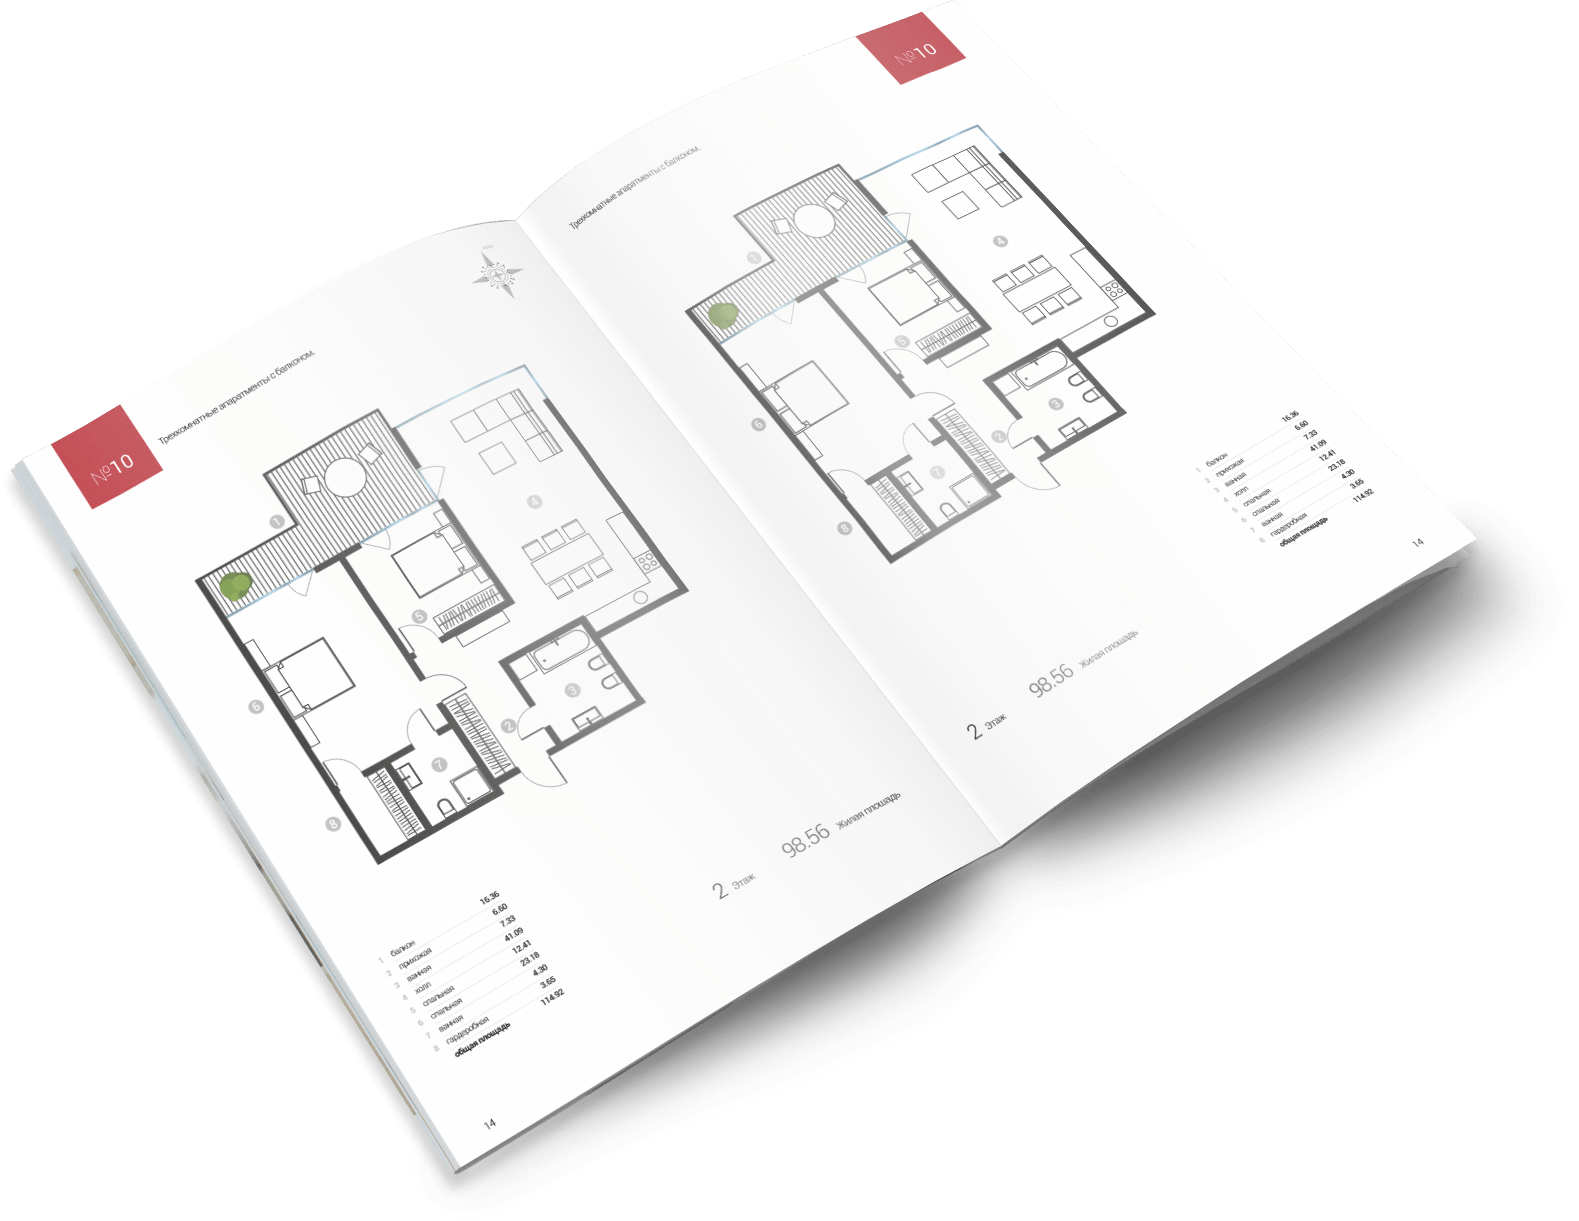 №10
Трехкомнатные апаратменты с балконом.
1
5
4
6
2
3
7
8
1 балкон 16.36
2 прихожая 6.60
3 ванная 7.33
4 холл 41.09
5 спальная 12.41
6 спальная 23.18
7 ванная 4.30
8 гардеробная 3.65
общая площадь 114.92
2 Этаж
98.56 Жилая площадь
14
№10
Трехкомнатные апаратменты с балконом.
1
4
5
6
2
3
7
8
1 балкон 16.36
2 прихожая 6.60
3 ванная 7.33
4 холл 41.09
5 спальная 12.41
6 спальная 23.18
7 ванная 4.30
8 гардеробная 3.65
общая площадь 114.92
2 Этаж
98.56 Жилая площадь
14